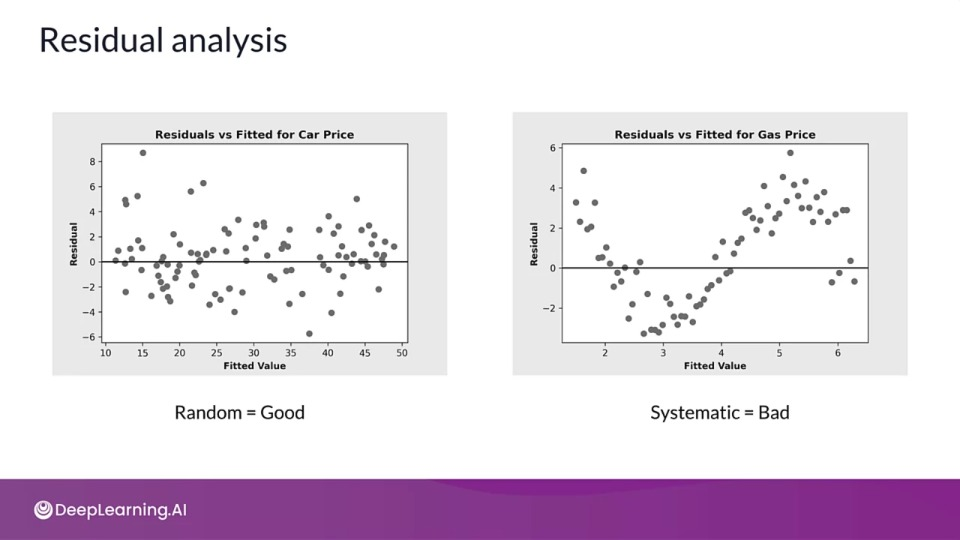 Residual analysis
Residuals vs Fitted for Car Price
Residual
8
6
4
2
0
−2
−4
−6
10 15 20 25 30 35 40 45 50
Fitted Value
Residuals vs Fitted for Gas Price
Residual
6
4
2
0
−2
2 3 4 5 6
Fitted Value
Random = Good
Systematic = Bad
DeepLearning.AI